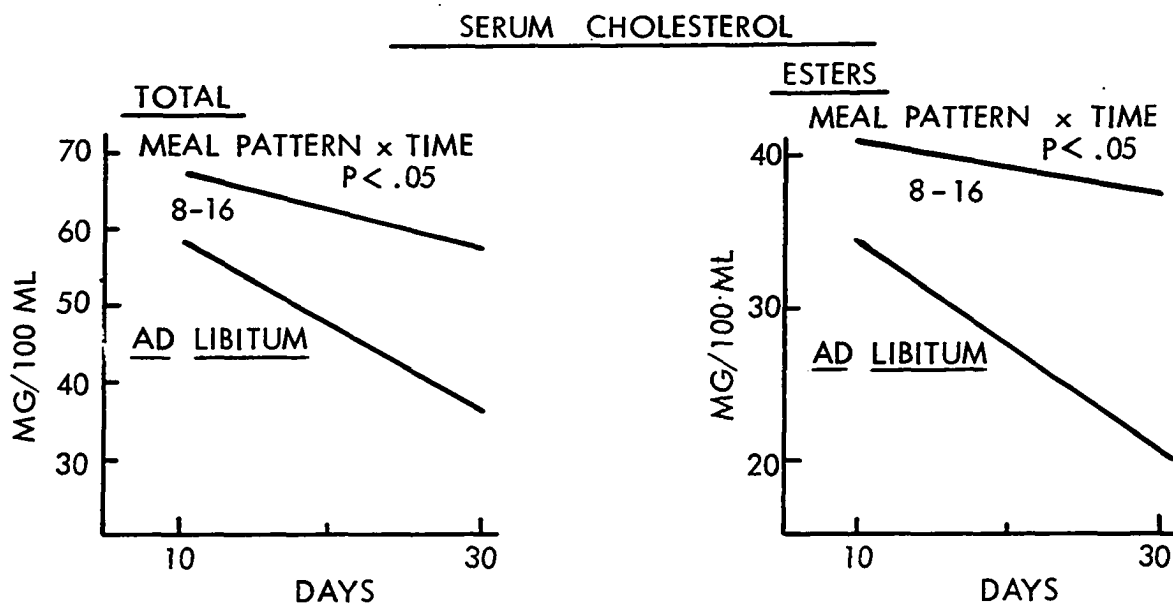 SERUM CHOLESTEROL
TOTAL
MEAL PATTERN × TIME
P < .05
8-16
AD LIBITUM
70
60
50
40
30
MG/100 ML
10
30
DAYS
ESTERS
MEAL PATTERN × TIME
P < .05
8-16
AD LIBITUM
40
30
20
MG/100·ML
10
30
DAYS